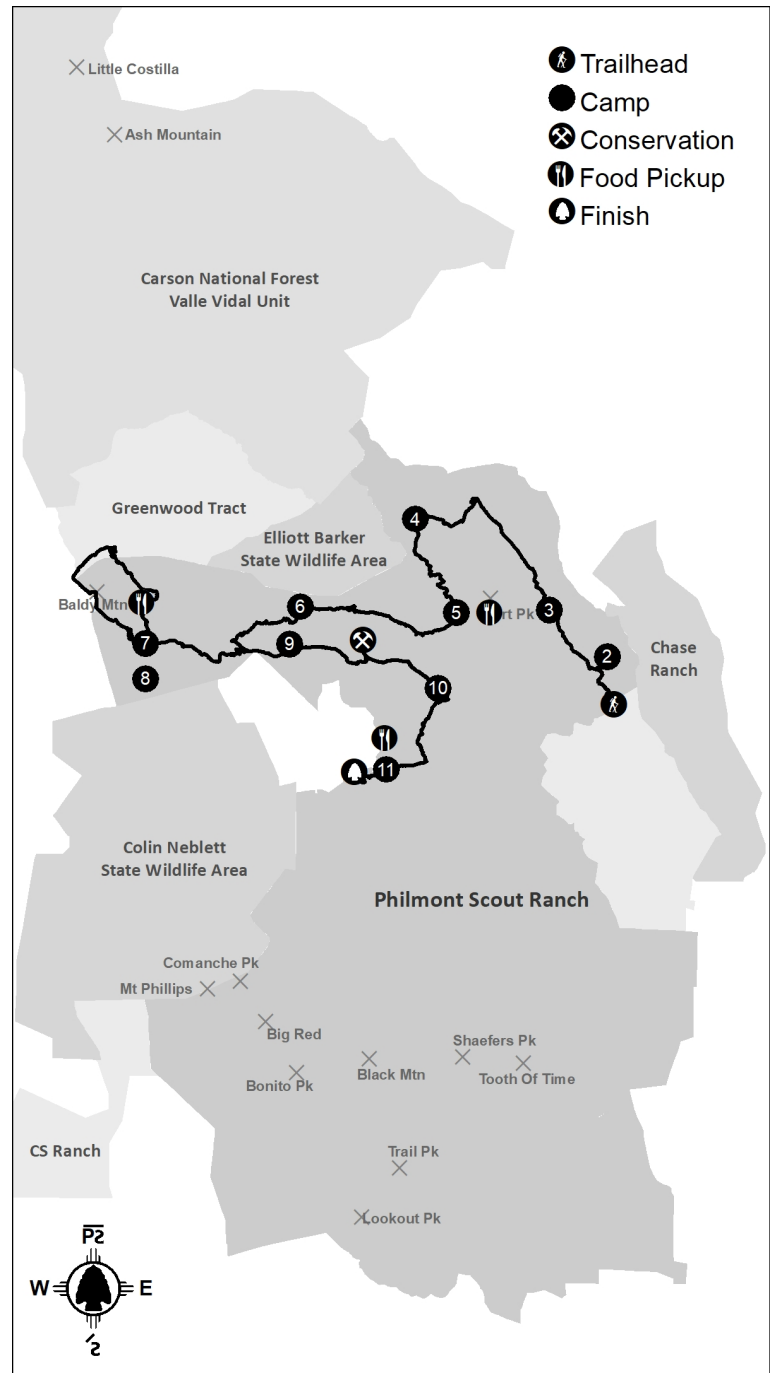 Little Costilla
Ash Mountain
Trailhead
Camp
Conservation
Food Pickup
Finish
Carson National Forest
Valle Vidal Unit
Greenwood Tract
Elliott Barker
State Wildlife Area
4
Baldy Mtn
6
5
rt Pk
3
2
Chase
Ranch
7
9
8
10
11
Colin Neblett
State Wildlife Area
Philmont Scout Ranch
Comanche Pk
Mt Phillips
Big Red
Bonito Pk
Black Mtn
Shaefers Pk
Tooth Of Time
Trail Pk
CS Ranch
Lookout Pk
W
E